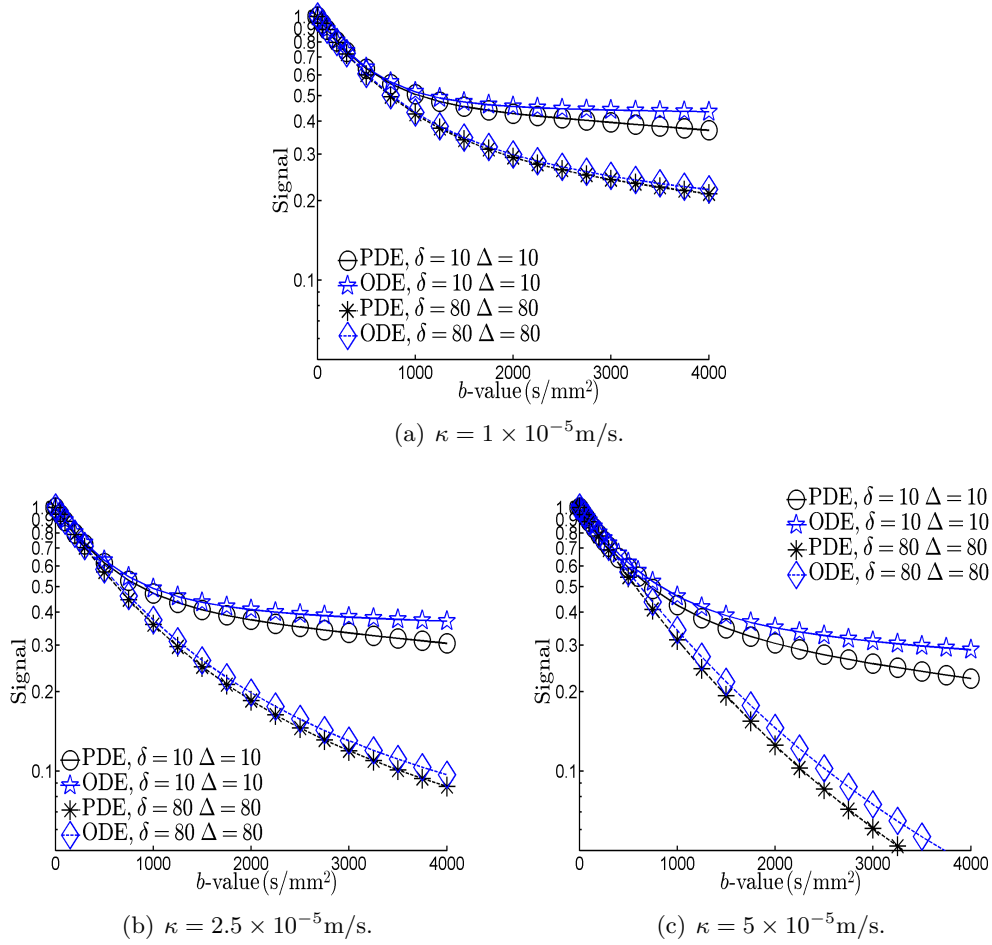 1.
0.9
0.8
0.7
0.6
0.5
0.4
0.3
0.2
0.1
Signal
PDE, δ = 10 Δ = 10
ODE, δ = 10 Δ = 10
PDE, δ = 80 Δ = 80
ODE, δ = 80 Δ = 80
0 1000 2000 3000 4000
b-value (s/mm²)
(a) κ = 1 × 10⁻⁵m/s.
1.
0.9
0.8
0.7
0.6
0.5
0.4
0.3
0.2
0.1
Signal
PDE, δ = 10 Δ = 10
ODE, δ = 10 Δ = 10
PDE, δ = 80 Δ = 80
ODE, δ = 80 Δ = 80
0 1000 2000 3000 4000
b-value (s/mm²)
(b) κ = 2.5 × 10⁻⁵m/s.
1.
0.9
0.8
0.7
0.6
0.5
0.4
0.3
0.2
0.1
Signal
PDE, δ = 10 Δ = 10
ODE, δ = 10 Δ = 10
PDE, δ = 80 Δ = 80
ODE, δ = 80 Δ = 80
0 1000 2000 3000 4000
b-value (s/mm²)
(c) κ = 5 × 10⁻⁵m/s.